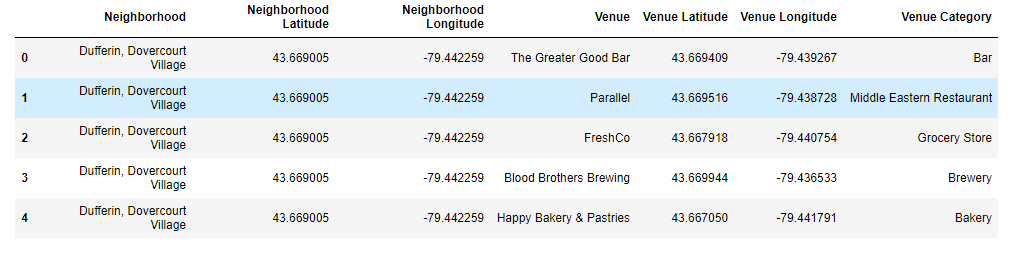 Neighborhood Neighborhood Latitude Neighborhood Longitude Venue Venue Latitude Venue Longitude Venue Category
0 Dufferin, Dovercourt Village 43.669005 -79.442259 The Greater Good Bar 43.669409 -79.439267 Bar
1 Dufferin, Dovercourt Village 43.669005 -79.442259 Parallel 43.669516 -79.438728 Middle Eastern Restaurant
2 Dufferin, Dovercourt Village 43.669005 -79.442259 FreshCo 43.667918 -79.440754 Grocery Store
3 Dufferin, Dovercourt Village 43.669005 -79.442259 Blood Brothers Brewing 43.669944 -79.436533 Brewery
4 Dufferin, Dovercourt Village 43.669005 -79.442259 Happy Bakery & Pastries 43.667050 -79.441791 Bakery